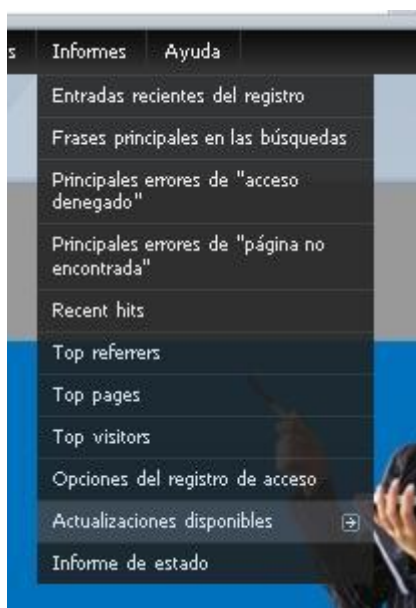 s Informes Ayuda
Entradas recientes del registro
Frases principales en las búsquedas
Principales errores de "acceso
denegado"
Principales errores de "página no
encontrada"
Recent hits
Top referrers
Top pages
Top visitors
Opciones del registro de acceso
Actualizaciones disponibles
Informe de estado